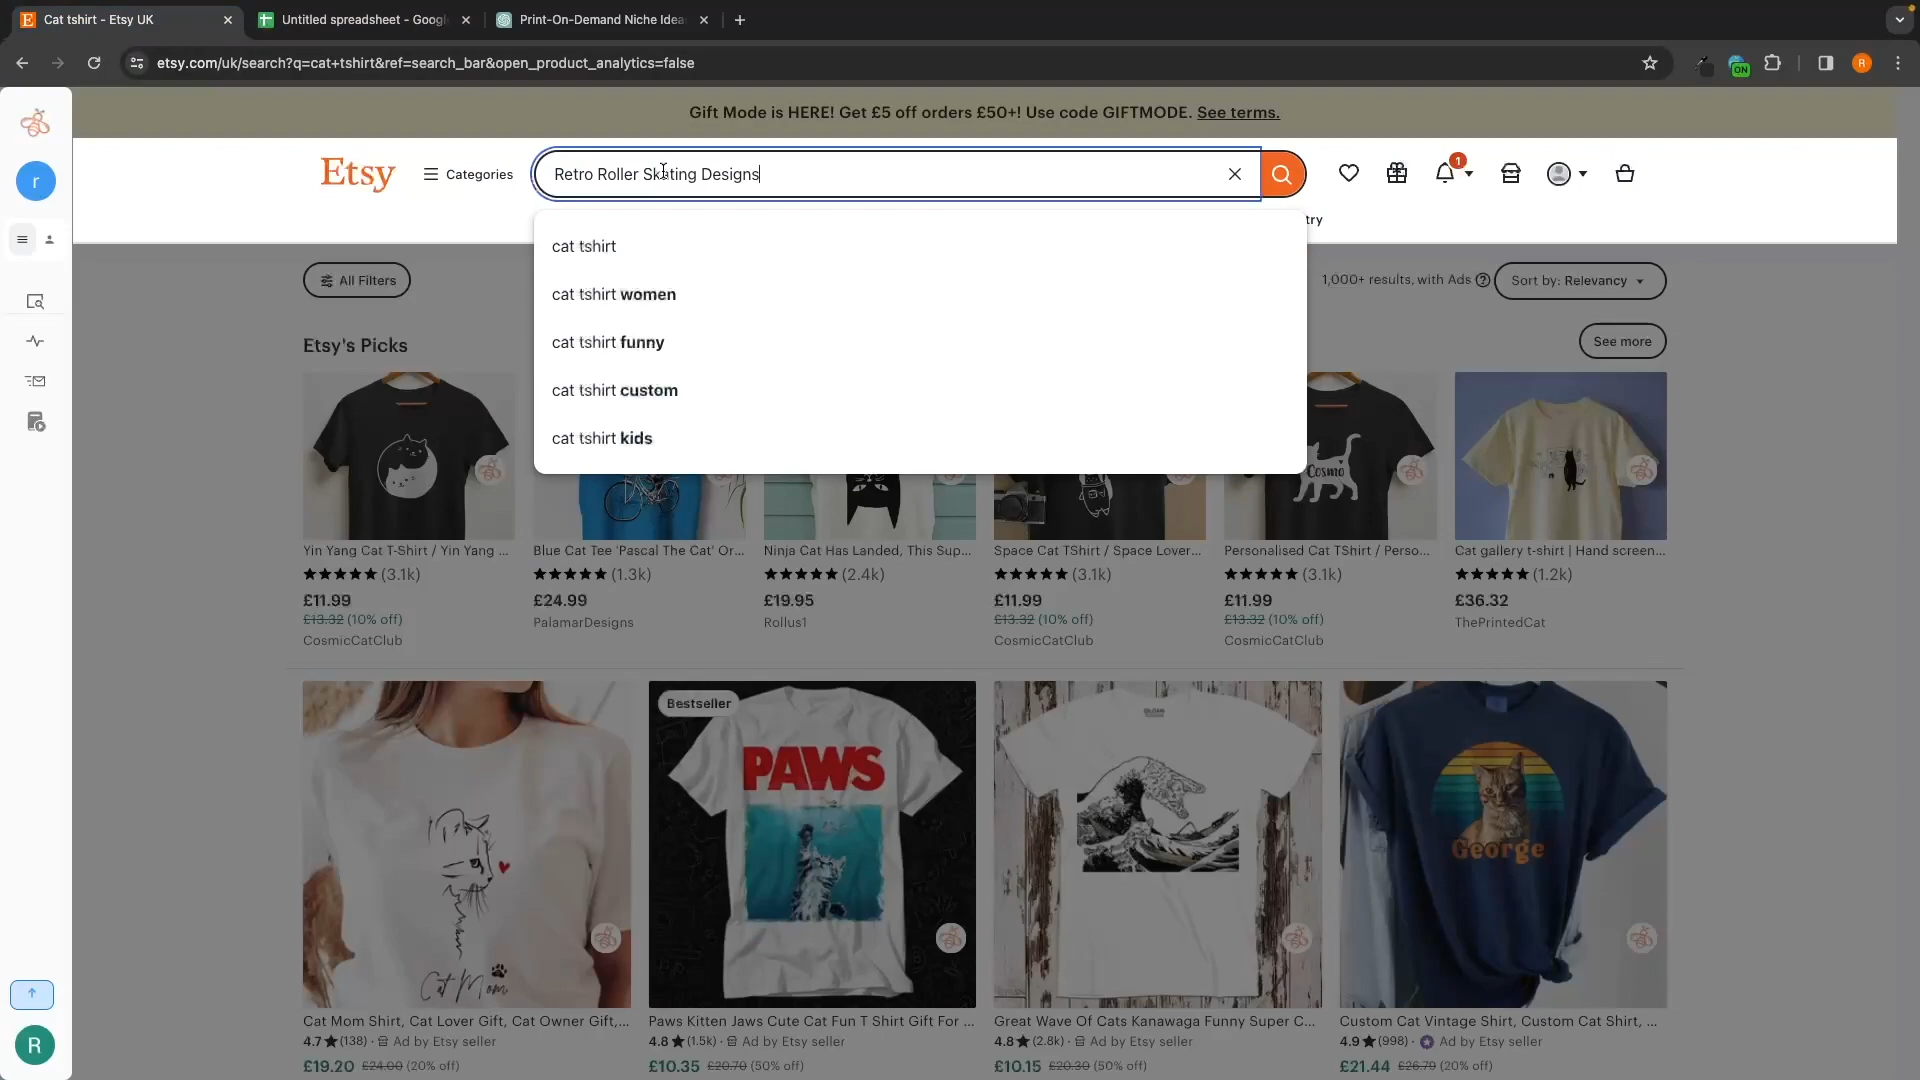 Cat tshirt - Etsy UK
Untitled spreadsheet - Google
Print-On-Demand Niche Idea
etsy.com/uk/search?q=cat+tshirt&ref=search_bar&open_product_analytics=false
ON
R
Gift Mode is HERE! Get £5 off orders £50+! Use code GIFTMODE. See terms.
r
Etsy
Categories
Retro Roller Skating Designs
1
try
cat tshirt
cat tshirt women
cat tshirt funny
cat tshirt custom
cat tshirt kids
All Filters
1,000+ results, with Ads
Sort by: Relevancy
Etsy's Picks
See more
Cosmo
Yin Yang Cat T-Shirt / Yin Yang ...
(3.1k)
£11.99
£13.32 (10% off)
CosmicCatClub
Blue Cat Tee 'Pascal The Cat' Or...
(1.3k)
£24.99
PalamarDesigns
Ninja Cat Has Landed, This Sup...
(2.4k)
£19.95
Rollus1
Space Cat TShirt / Space Lover...
(3.1k)
£11.99
£13.32 (10% off)
CosmicCatClub
Personalised Cat TShirt / Perso...
(3.1k)
£11.99
£13.32 (10% off)
CosmicCatClub
Cat gallery t-shirt | Hand screen...
(1.2k)
£36.32
ThePrintedCat
Cat Mom
Bestseller
PAWS
George
Cat Mom Shirt, Cat Lover Gift, Cat Owner Gift,...
4.7 (138) · Ad by Etsy seller
£19.20 £24.00 (20% off)
Paws Kitten Jaws Cute Cat Fun T Shirt Gift For ...
4.8 (1.5k) · Ad by Etsy seller
£10.35 £20.70 (50% off)
Great Wave Of Cats Kanawaga Funny Super C...
4.8 (2.8k) · Ad by Etsy seller
£10.15 £20.30 (50% off)
Custom Cat Vintage Shirt, Custom Cat Shirt, ...
4.9 (998) · Ad by Etsy seller
£21.44 £26.79 (20% off)
R